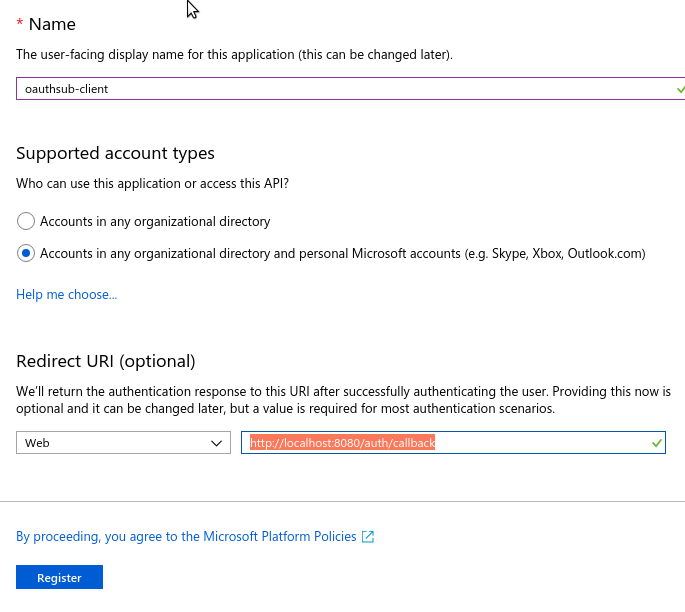 * Name
The user-facing display name for this application (this can be changed later).
oauthsub-client
Supported account types
Who can use this application or access this API?
Accounts in any organizational directory
Accounts in any organizational directory and personal Microsoft accounts (e.g. Skype, Xbox, Outlook.com)
Help me choose...
Redirect URI (optional)
We'll return the authentication response to this URI after successfully authenticating the user. Providing this now is
optional and it can be changed later, but a value is required for most authentication scenarios.
Web http://localhost:8080/auth/callback
By proceeding, you agree to the Microsoft Platform Policies
Register